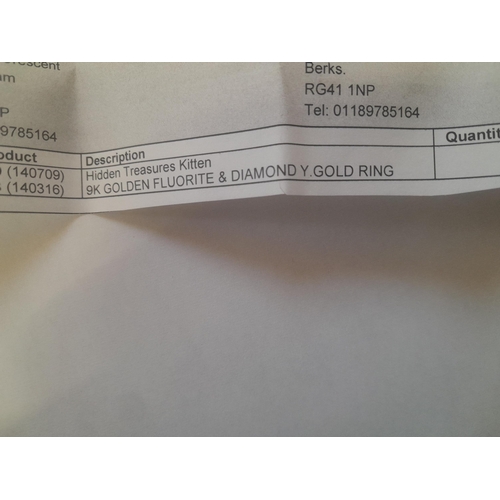 escent Berks.
RG41 1NP
P Tel: 01189785164
9785164
oduct Description Quantit
(140709) Hidden Treasures Kitten
(140316) 9K GOLDEN FLUORITE & DIAMOND Y.GOLD RING